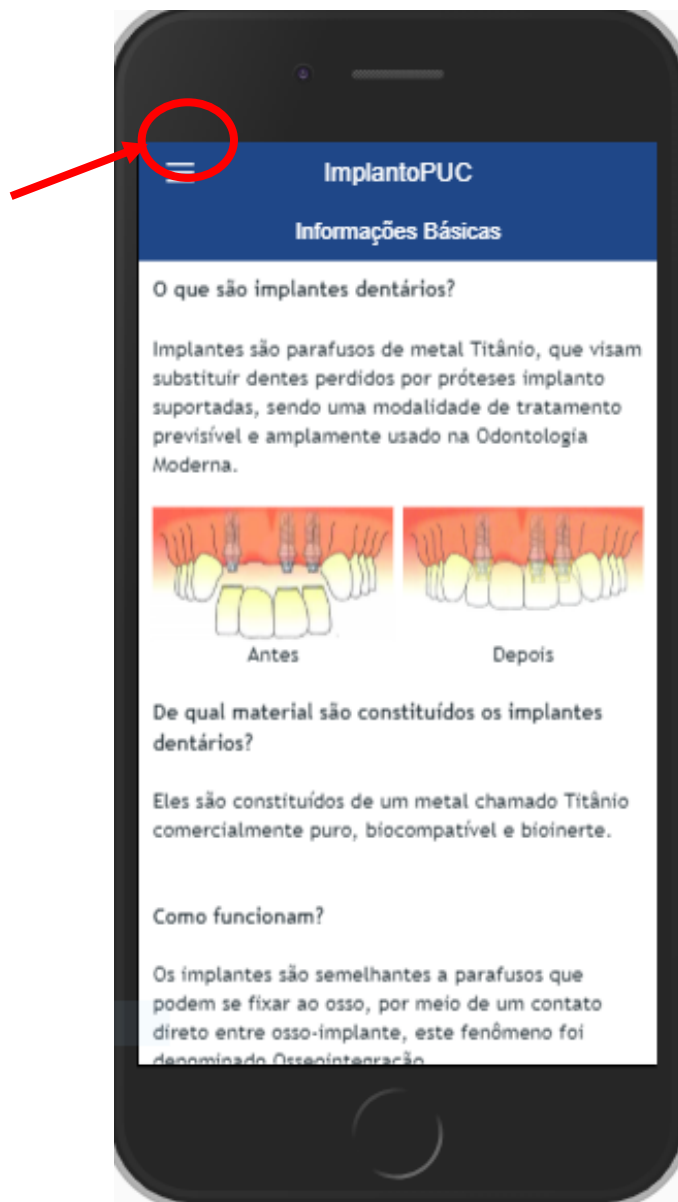 ImplantoPUC
Informações Básicas
O que são implantes dentários?
Implantes são parafusos de metal Titânio, que visam
substituir dentes perdidos por próteses implanto
suportadas, sendo uma modalidade de tratamento
previsível e amplamente usado na Odontologia
Moderna.
Antes
Depois
De qual material são constituídos os implantes
dentários?
Eles são constituídos de um metal chamado Titânio
comercialmente puro, biocompatível e bioinerte.
Como funcionam?
Os implantes são semelhantes a parafusos que
podem se fixar ao osso, por meio de um contato
direto entre osso-implante, este fenômeno foi
denominado Osseointegração